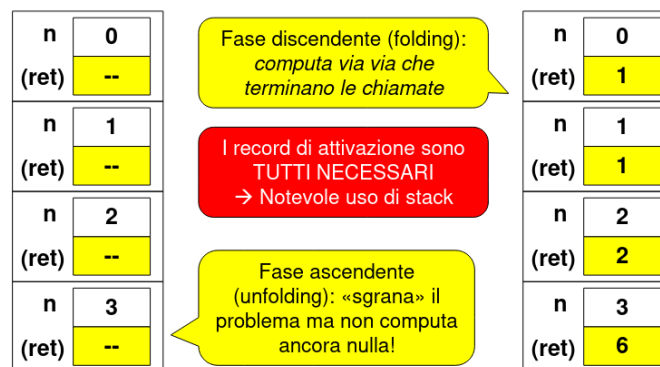 n 0
(ret) --
n 1
(ret) --
n 2
(ret) --
n 3
(ret) --
Fase discendente (folding):
computa via via che
terminano le chiamate
I record di attivazione sono
TUTTI NECESSARI
→ Notevole uso di stack
Fase ascendente
(unfolding): «sgrana» il
problema ma non computa
ancora nulla!
n 0
(ret) 1
n 1
(ret) 1
n 2
(ret) 2
n 3
(ret) 6